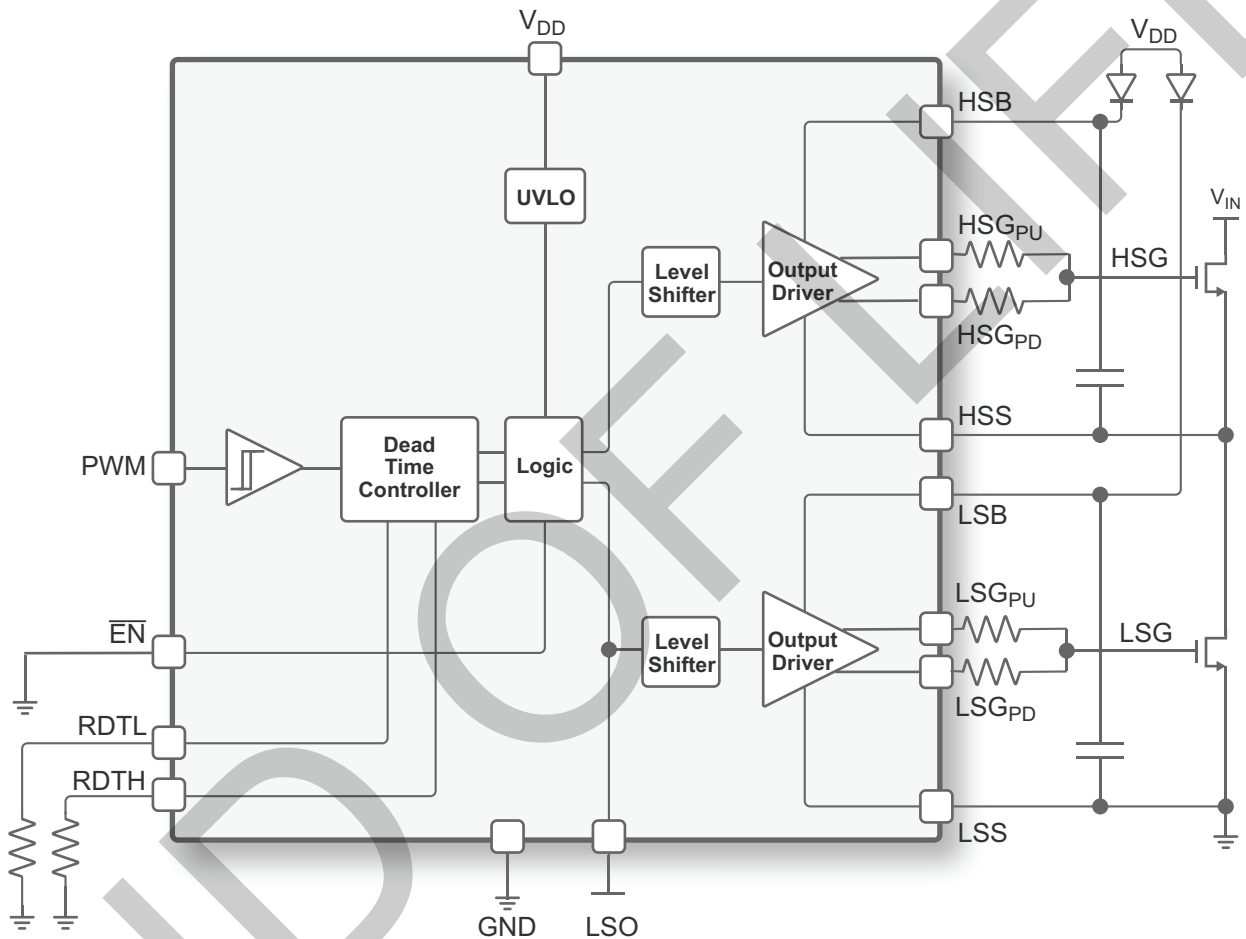 V_DD
V_DD
HSB
UVLO
V_IN
HSG_PU
HSG
Level
Shifter
Output
Driver
HSG_PD
HSS
PWM
Dead
Time
Controller
Logic
LSB
EN
LSG_PU
LSG
Level
Shifter
Output
Driver
LSG_PD
RDTL
RDTH
LSS
GND
LSO